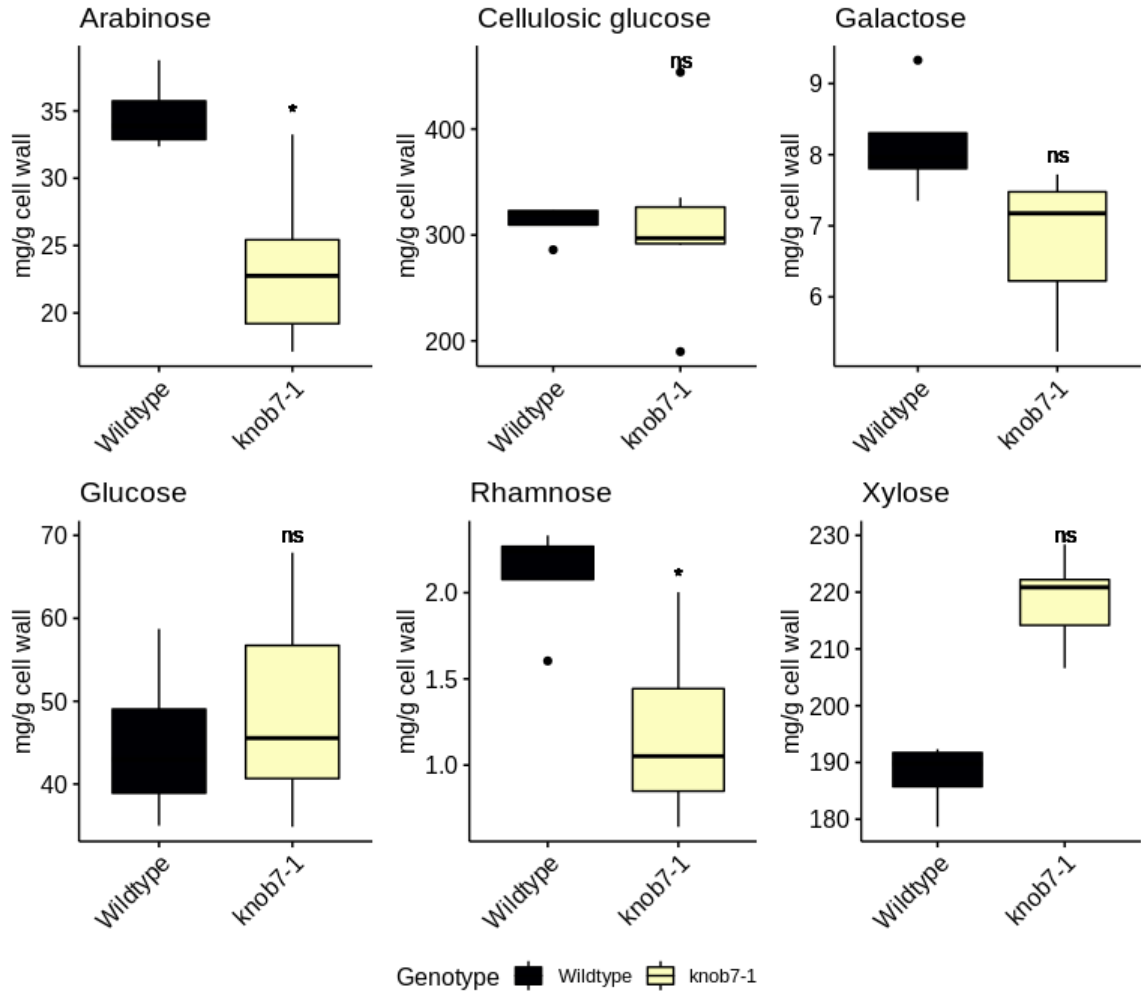 Arabinose
mg/g cell wall
35
30
25
20
*
Wildtype
knob7-1
Cellulosic glucose
mg/g cell wall
400
300
200
ns
Wildtype
knob7-1
Galactose
mg/g cell wall
9
8
7
6
ns
Wildtype
knob7-1
Glucose
mg/g cell wall
70
60
50
40
ns
Wildtype
knob7-1
Rhamnose
mg/g cell wall
2.0
1.5
1.0
*
Wildtype
knob7-1
Xylose
mg/g cell wall
230
220
210
200
190
180
ns
Wildtype
knob7-1
Genotype Wildtype knob7-1